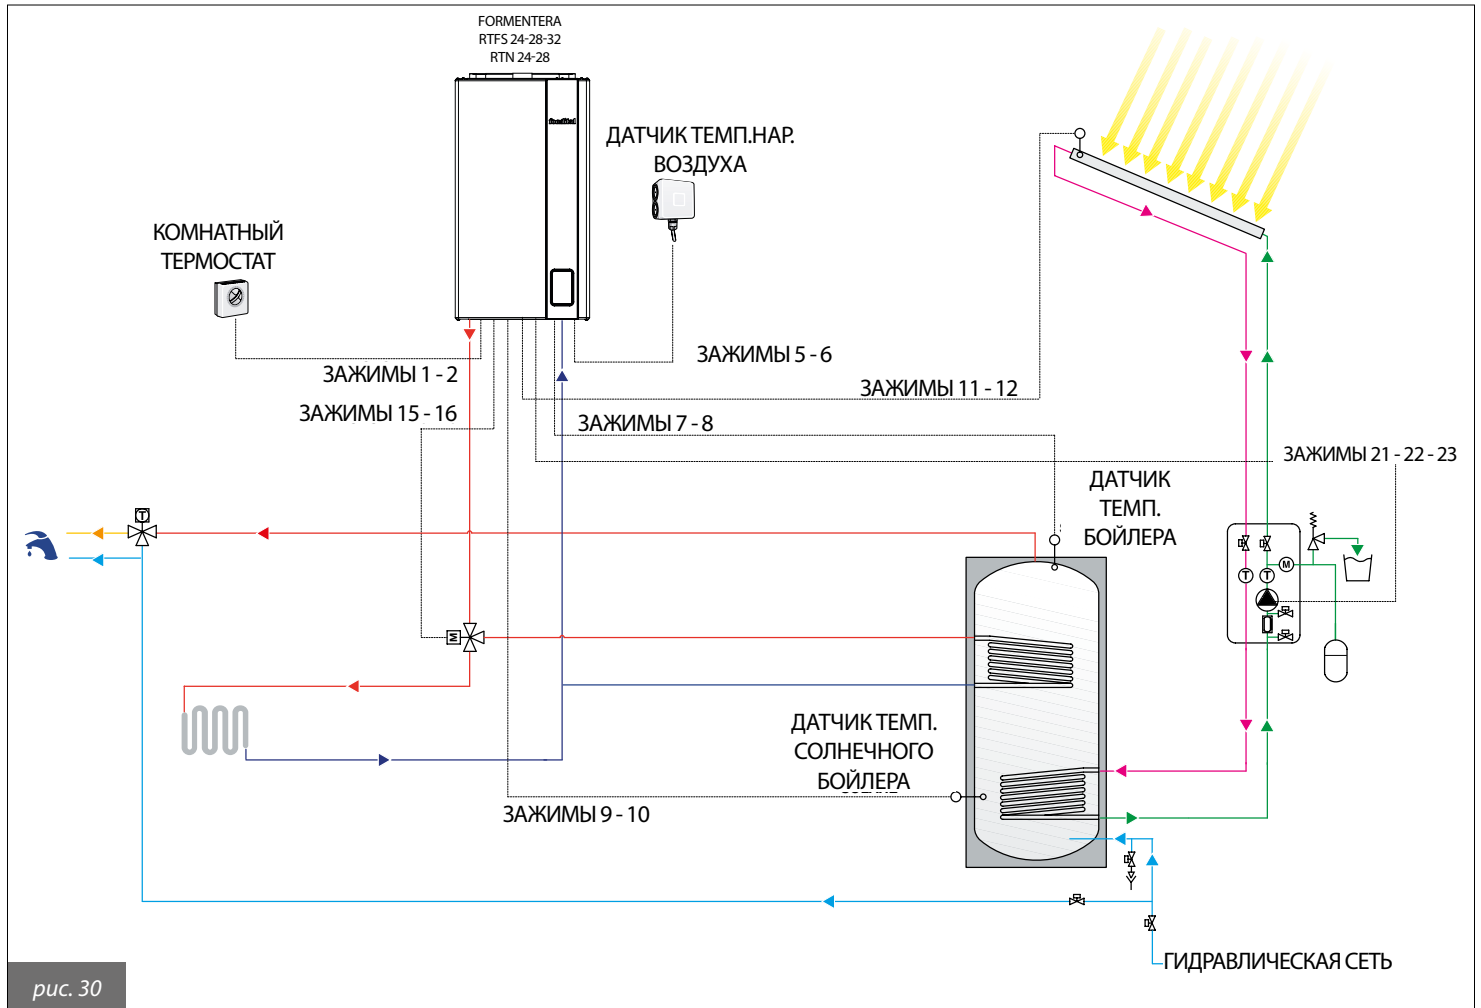 FORMENTERA
RTFS 24-28-32
RTN 24-28
ДАТЧИК ТЕМП.НАР.
ВОЗДУХА
КОМНАТНЫЙ
ТЕРМОСТАТ
ЗАЖИМЫ 5 - 6
ЗАЖИМЫ 1 - 2
ЗАЖИМЫ 11 - 12
ЗАЖИМЫ 15 - 16
ЗАЖИМЫ 7 - 8
ЗАЖИМЫ 21 - 22 - 23
ДАТЧИК
ТЕМП.
БОЙЛЕРА
T
M
T
T
M
ДАТЧИК ТЕМП.
СОЛНЕЧНОГО
БОЙЛЕРА
ЗАЖИМЫ 9 - 10
ГИДРАВЛИЧЕСКАЯ СЕТЬ
рис. 30